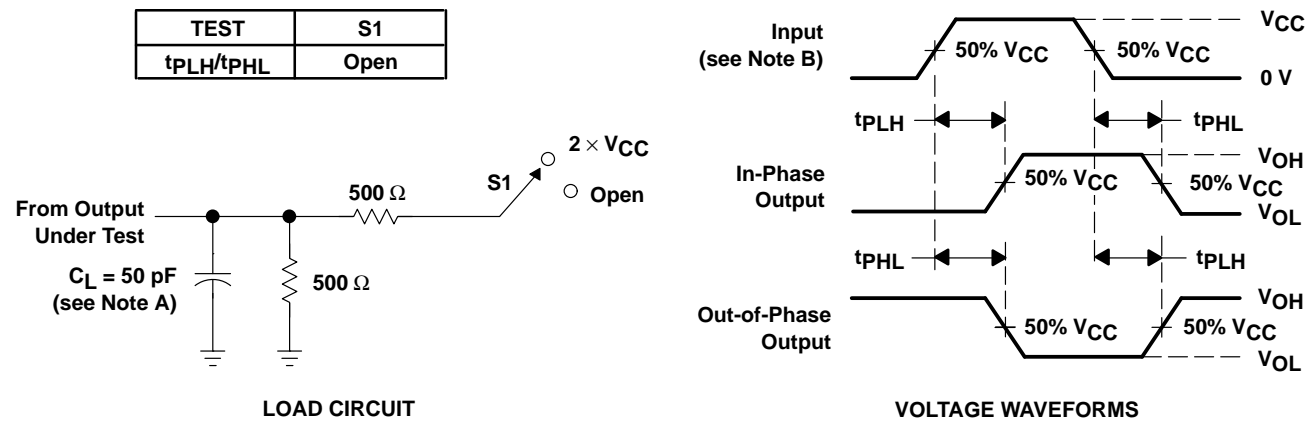 TEST S1
tPLH/tPHL Open
2 × VCC
S1
Open
500 Ω
From Output
Under Test
CL = 50 pF
(see Note A)
500 Ω
LOAD CIRCUIT
Input
(see Note B)
50% VCC
50% VCC
VCC
0 V
tPLH
tPHL
In-Phase
Output
50% VCC
50% VCC
VOH
VOL
tPHL
tPLH
Out-of-Phase
Output
50% VCC
50% VCC
VOH
VOL
VOLTAGE WAVEFORMS